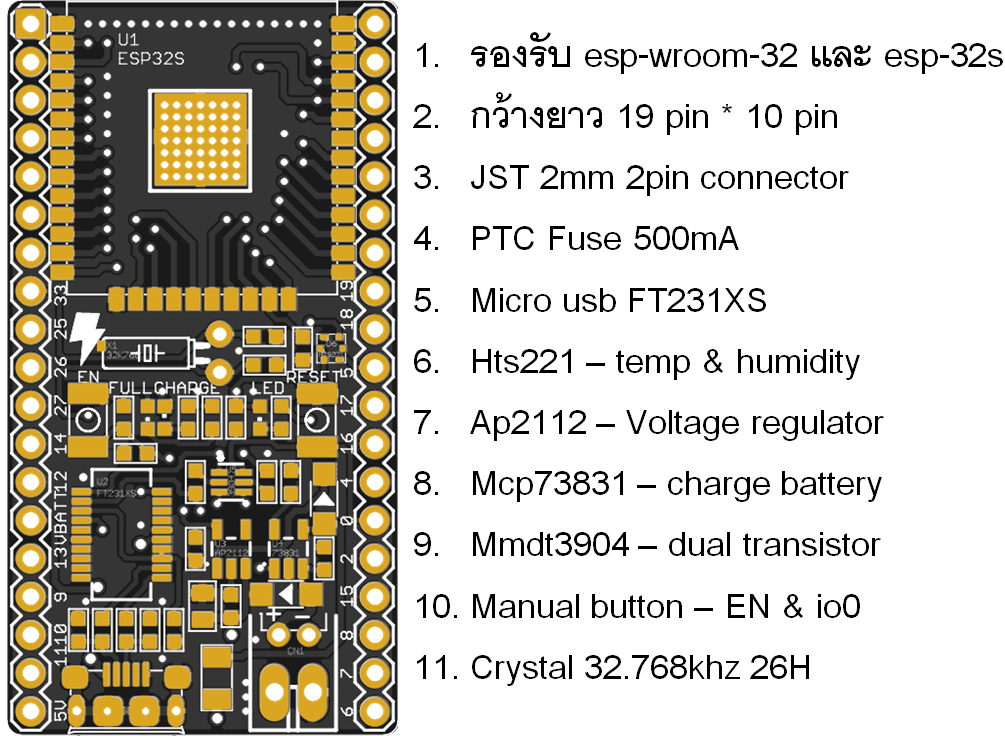 U1
ESP32S
33
19
25
18
X1
26
5
EN
FULLCHARGE
LED
RESET
27
17
14
16
12
4
U2
FT231XS
VBATT
0
U3
AP2112
U4
73831
13
2
9
15
+ -
11
10
8
CN1
7
5V
6
1. รองรับ esp-wroom-32 และ esp-32s
2. กว้างยาว 19 pin * 10 pin
3. JST 2mm 2pin connector
4. PTC Fuse 500mA
5. Micro usb FT231XS
6. Hts221 – temp & humidity
7. Ap2112 – Voltage regulator
8. Mcp73831 – charge battery
9. Mmdt3904 – dual transistor
10. Manual button – EN & io0
11. Crystal 32.768khz 26H